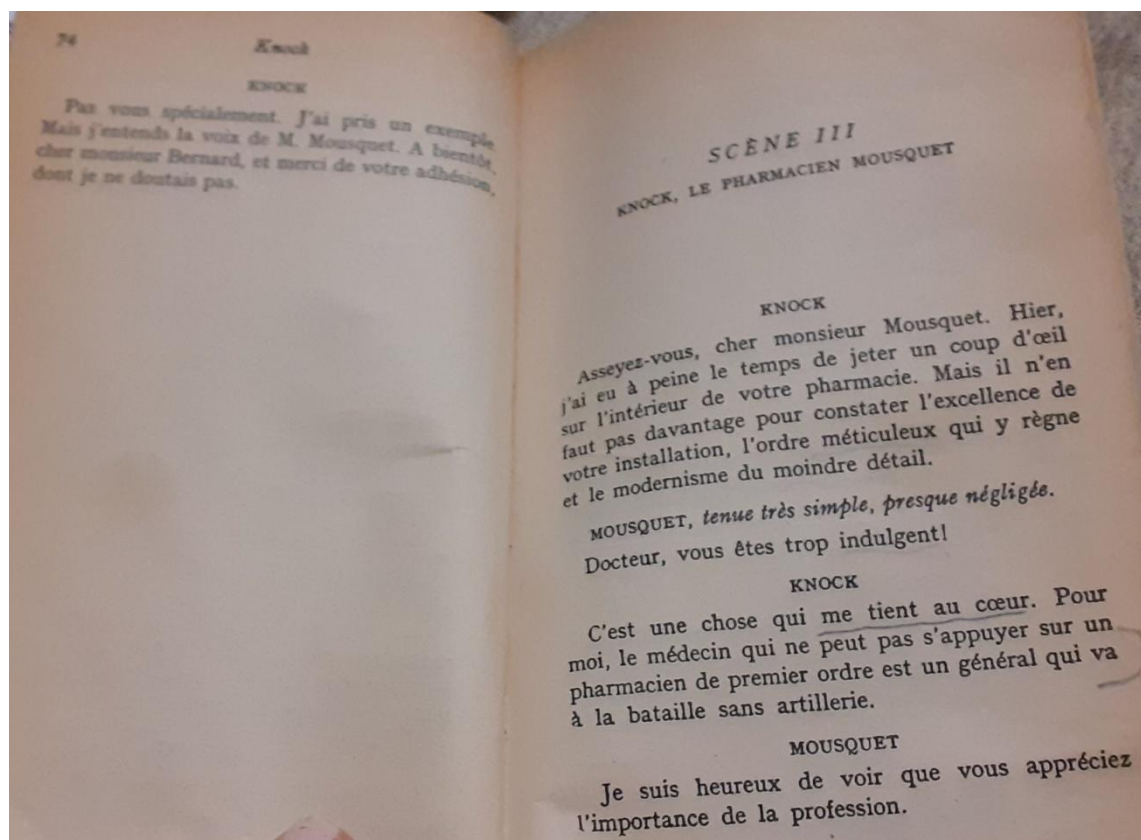 74
Knock
KNOCK
Pas vous spécialement. J'ai pris un exemple.
Mais j'entends la voix de M. Mousquet. A bientôt,
cher monsieur Bernard, et merci de votre adhésion,
dont je ne doutais pas.
SCÈNE III
KNOCK, LE PHARMACIEN MOUSQUET
KNOCK
Asseyez-vous, cher monsieur Mousquet. Hier,
j'ai eu à peine le temps de jeter un coup d'œil
sur l'intérieur de votre pharmacie. Mais il n'en
faut pas davantage pour constater l'excellence de
votre installation, l'ordre méticuleux qui y règne
et le modernisme du moindre détail.
MOUSQUET, tenue très simple, presque négligée.
Docteur, vous êtes trop indulgent!
KNOCK
C'est une chose qui me tient au cœur. Pour
moi, le médecin qui ne peut pas s'appuyer sur un
pharmacien de premier ordre est un général qui va
à la bataille sans artillerie.
MOUSQUET
Je suis heureux de voir que vous appréciez
l'importance de la profession.